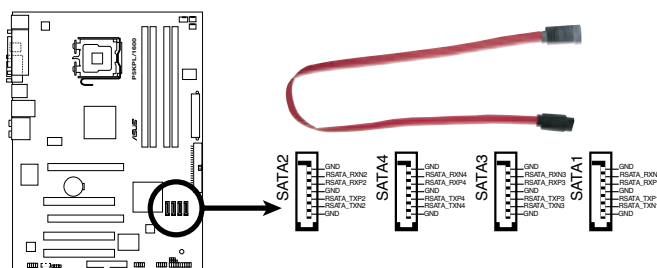 P5KPL/1600
ASUS
SATA2
GND
RSATA_RXN2
RSATA_RXP2
GND
RSATA_TXP2
RSATA_TXN2
GND
SATA4
GND
RSATA_RXN4
RSATA_RXP4
GND
RSATA_TXP4
RSATA_TXN4
GND
SATA3
GND
RSATA_RXN3
RSATA_RXP3
GND
RSATA_TXP3
RSATA_TXN3
GND
SATA1
GND
RSATA_RXN
RSATA_RXP
GND
RSATA_TXP
RSATA_TXN
GND